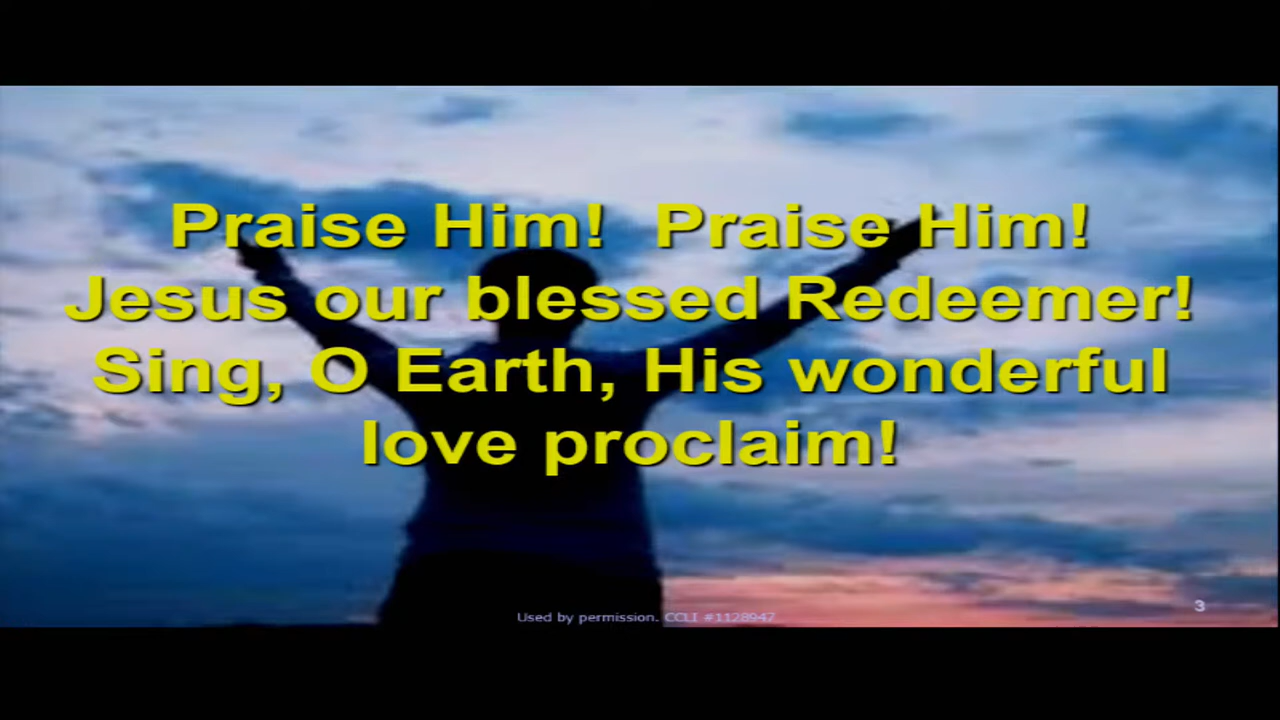 Praise Him!  Praise Him!
Jesus our blessed Redeemer!
Sing, O Earth, His wonderful
love proclaim!
3
Used by permission. CCLI #1128947